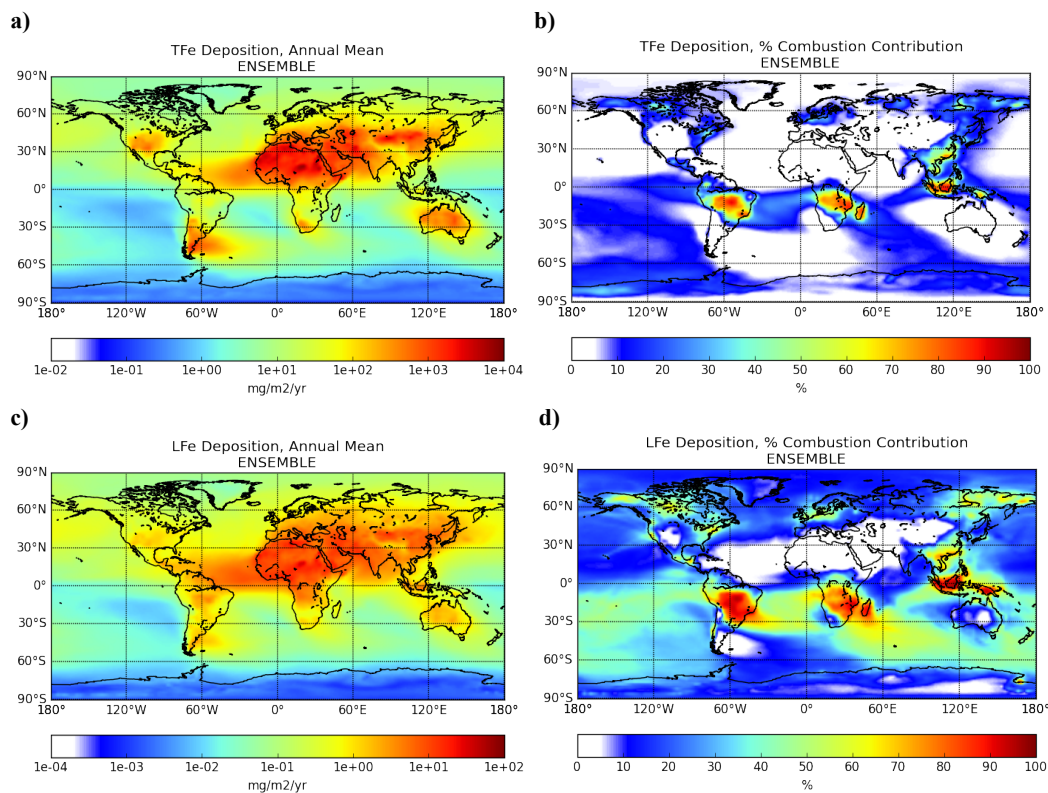 a)
TFe Deposition, Annual Mean
ENSEMBLE
90°N
60°N
30°N
0°
30°S
60°S
90°S
180° 120°W 60°W 0° 60°E 120°E 180°
1e-02 1e-01 1e+00 1e+01 1e+02 1e+03 1e+04
mg/m2/yr
b)
TFe Deposition, % Combustion Contribution
ENSEMBLE
90°N
60°N
30°N
0°
30°S
60°S
90°S
180° 120°W 60°W 0° 60°E 120°E 180°
0 10 20 30 40 50 60 70 80 90 100
%
c)
LFe Deposition, Annual Mean
ENSEMBLE
90°N
60°N
30°N
0°
30°S
60°S
90°S
180° 120°W 60°W 0° 60°E 120°E 180°
1e-04 1e-03 1e-02 1e-01 1e+00 1e+01 1e+02
mg/m2/yr
d)
LFe Deposition, % Combustion Contribution
ENSEMBLE
90°N
60°N
30°N
0°
30°S
60°S
90°S
180° 120°W 60°W 0° 60°E 120°E 180°
0 10 20 30 40 50 60 70 80 90 100
%